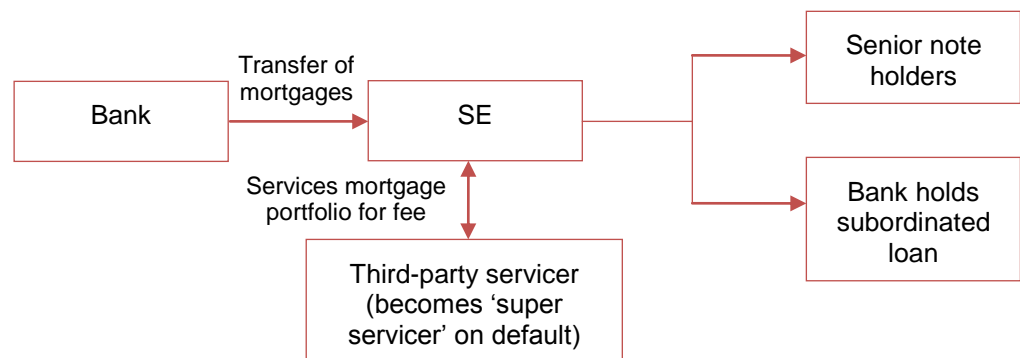 Bank
Transfer of
mortgages
SE
Senior note
holders
Bank holds
subordinated
loan
Services mortgage
portfolio for fee
Third-party servicer
(becomes ‘super
servicer’ on default)